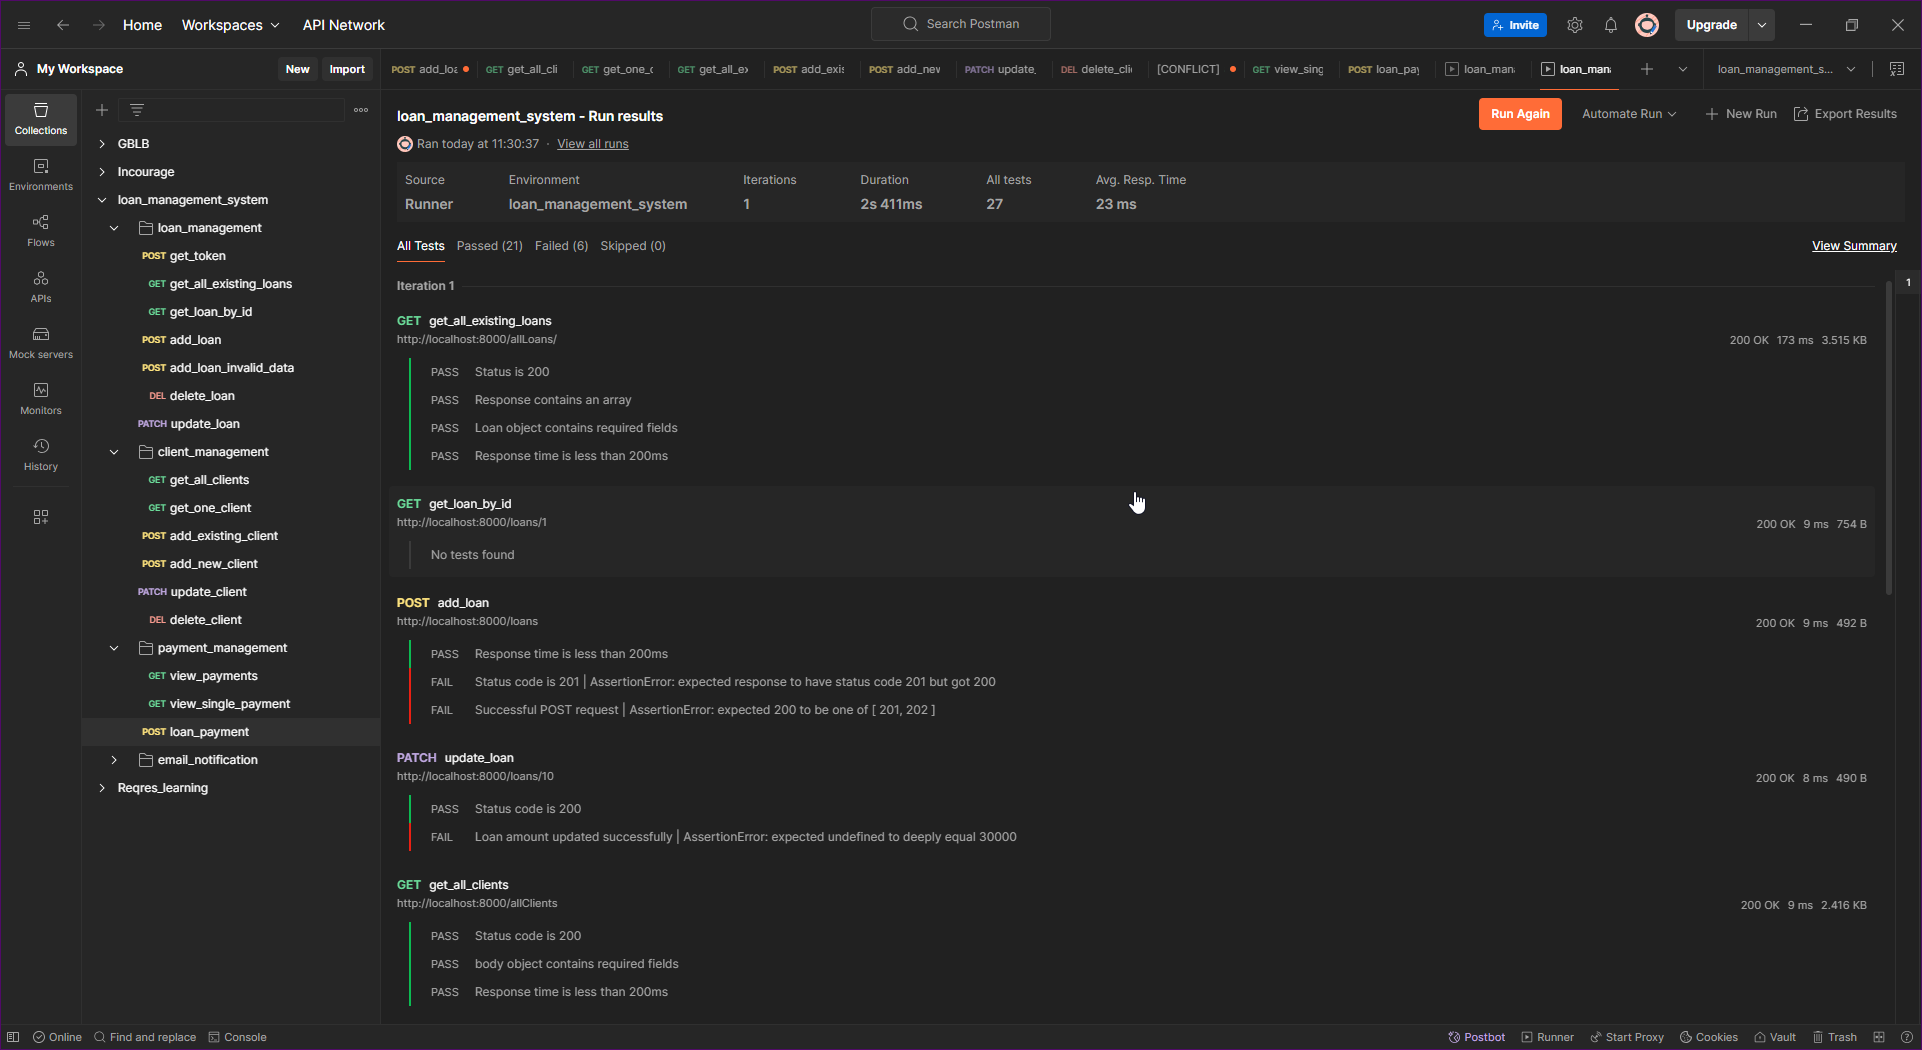 Home Workspaces API Network Search Postman Invite Upgrade
My Workspace New Import POST add_loa GET get_all_cli GET get_one_c GET get_all_ex POST add_exis POST add_new PATCH update_ DEL delete_clie [CONFLICT] GET view_sing POST loan_pay loan_man loan_man loan_management_s...
Collections
Environments
Flows
APIs
Mock servers
Monitors
History
GBLB
Incourage
loan_management_system
loan_management
POST get_token
GET get_all_existing_loans
GET get_loan_by_id
POST add_loan
POST add_loan_invalid_data
DEL delete_loan
PATCH update_loan
client_management
GET get_all_clients
GET get_one_client
POST add_existing_client
POST add_new_client
PATCH update_client
DEL delete_client
payment_management
GET view_payments
GET view_single_payment
POST loan_payment
email_notification
Reqres_learning
loan_management_system - Run results
Run Again Automate Run New Run Export Results
Ran today at 11:30:37 · View all runs
Source Environment Iterations Duration All tests Avg. Resp. Time
Runner loan_management_system 1 2s 411ms 27 23 ms
All Tests Passed (21) Failed (6) Skipped (0) View Summary
Iteration 1
1
GET get_all_existing_loans
http://localhost:8000/allLoans/ 200 OK 173 ms 3.515 KB
PASS Status is 200
PASS Response contains an array
PASS Loan object contains required fields
PASS Response time is less than 200ms
GET get_loan_by_id
http://localhost:8000/loans/1 200 OK 9 ms 754 B
No tests found
POST add_loan
http://localhost:8000/loans 200 OK 9 ms 492 B
PASS Response time is less than 200ms
FAIL Status code is 201 | AssertionError: expected response to have status code 201 but got 200
FAIL Successful POST request | AssertionError: expected 200 to be one of [ 201, 202 ]
PATCH update_loan
http://localhost:8000/loans/10 200 OK 8 ms 490 B
PASS Status code is 200
FAIL Loan amount updated successfully | AssertionError: expected undefined to deeply equal 30000
GET get_all_clients
http://localhost:8000/allClients 200 OK 9 ms 2.416 KB
PASS Status code is 200
PASS body object contains required fields
PASS Response time is less than 200ms
Online Find and replace Console Postbot Runner Start Proxy Cookies Vault Trash